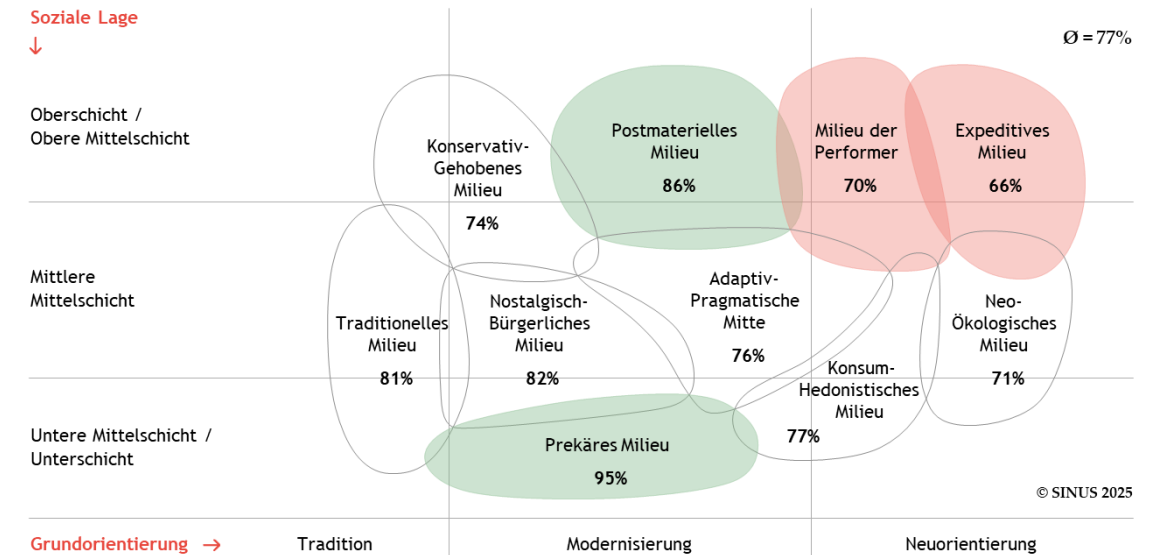 Soziale Lage
↓
Ø = 77%
Oberschicht /
Obere Mittelschicht
Konservativ-
Gehobenes
Milieu
74%
Postmaterielles
Milieu
86%
Milieu der
Performer
70%
Expeditives
Milieu
66%
Mittlere
Mittelschicht
Traditionelles
Milieu
81%
Nostalgisch-
Bürgerliches
Milieu
82%
Adaptiv-
Pragmatische
Mitte
76%
Neo-
Ökologisches
Milieu
71%
Konsum-
Hedonistisches
Milieu
77%
Untere Mittelschicht /
Unterschicht
Prekäres Milieu
95%
© SINUS 2025
Grundorientierung →
Tradition
Modernisierung
Neuorientierung